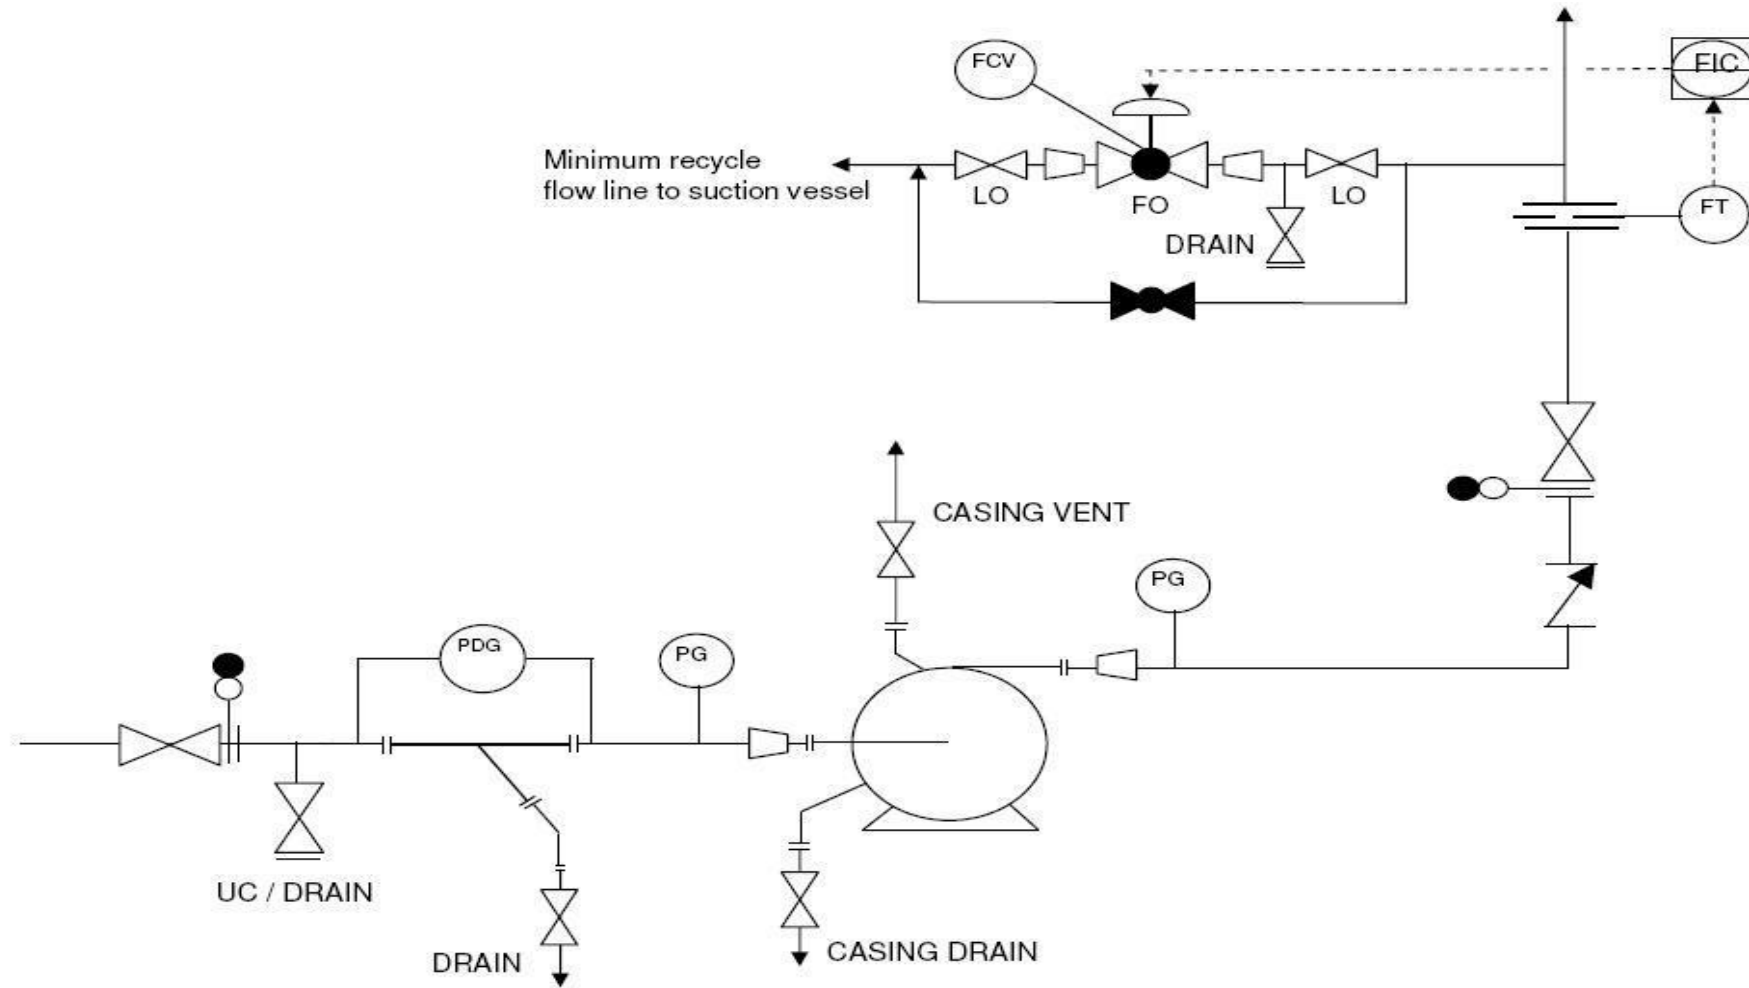 FCV
FIC
Minimum recycle
flow line to suction vessel
LO
FO
LO
FT
DRAIN
CASING VENT
PG
PDG
PG
UC / DRAIN
DRAIN
CASING DRAIN